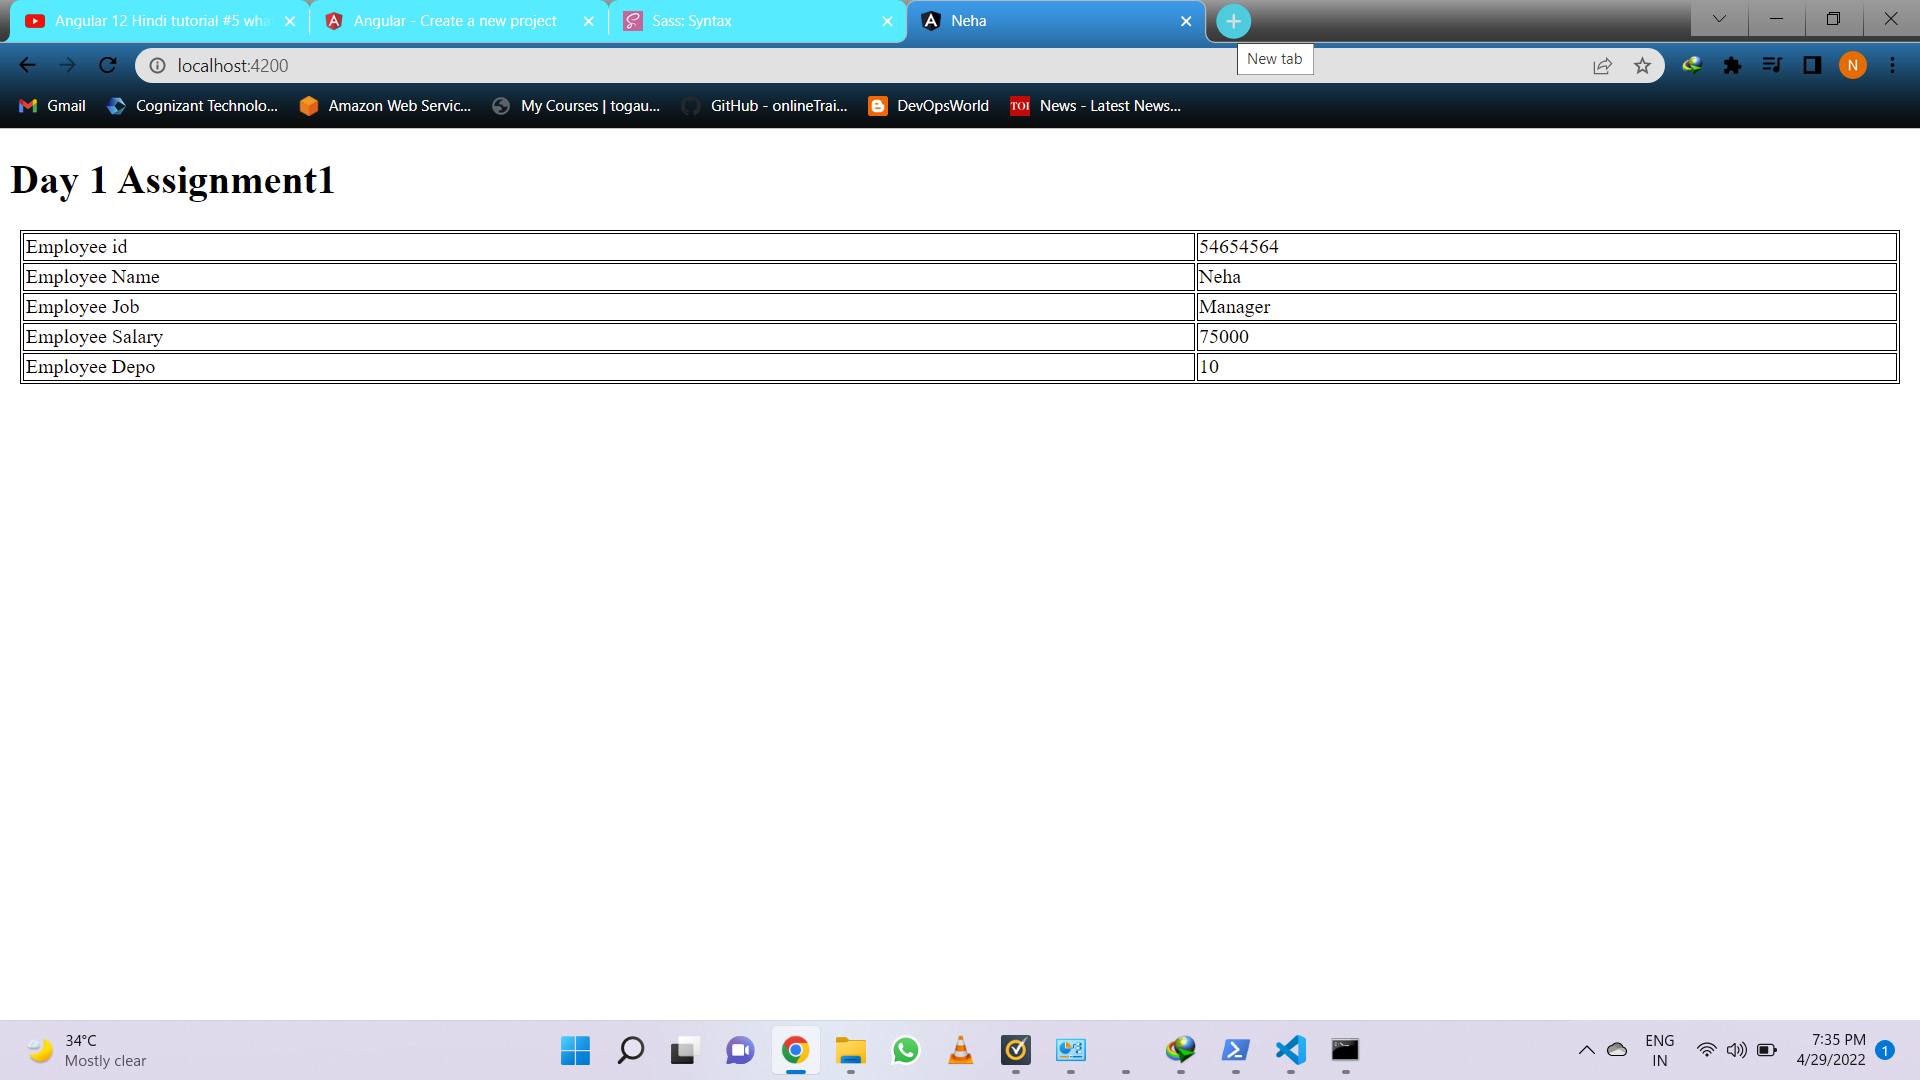 Angular 12 Hindi tutorial #5 wha
Angular - Create a new project
Sass: Syntax
Neha
New tab
localhost:4200
N
Gmail
Cognizant Technolo...
Amazon Web Servic...
My Courses | togau...
GitHub - onlineTrai...
DevOpsWorld
TOI
News - Latest News...
Day 1 Assignment1
Employee id 54654564
Employee Name Neha
Employee Job Manager
Employee Salary 75000
Employee Depo 10
34°C
Mostly clear
ENG
IN
7:35 PM
4/29/2022
1